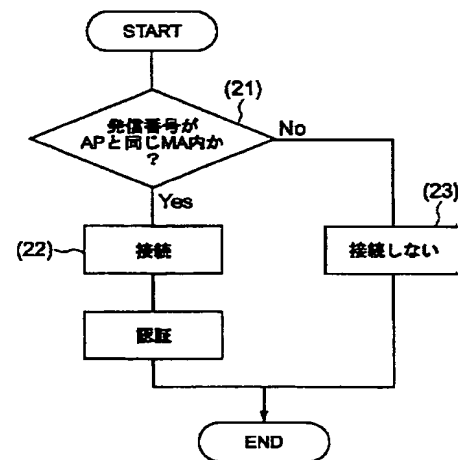 START
(21)
発信番号が
APと同じMA内か
?
No
Yes
(23)
(22)
接続
接続しない
認証
END